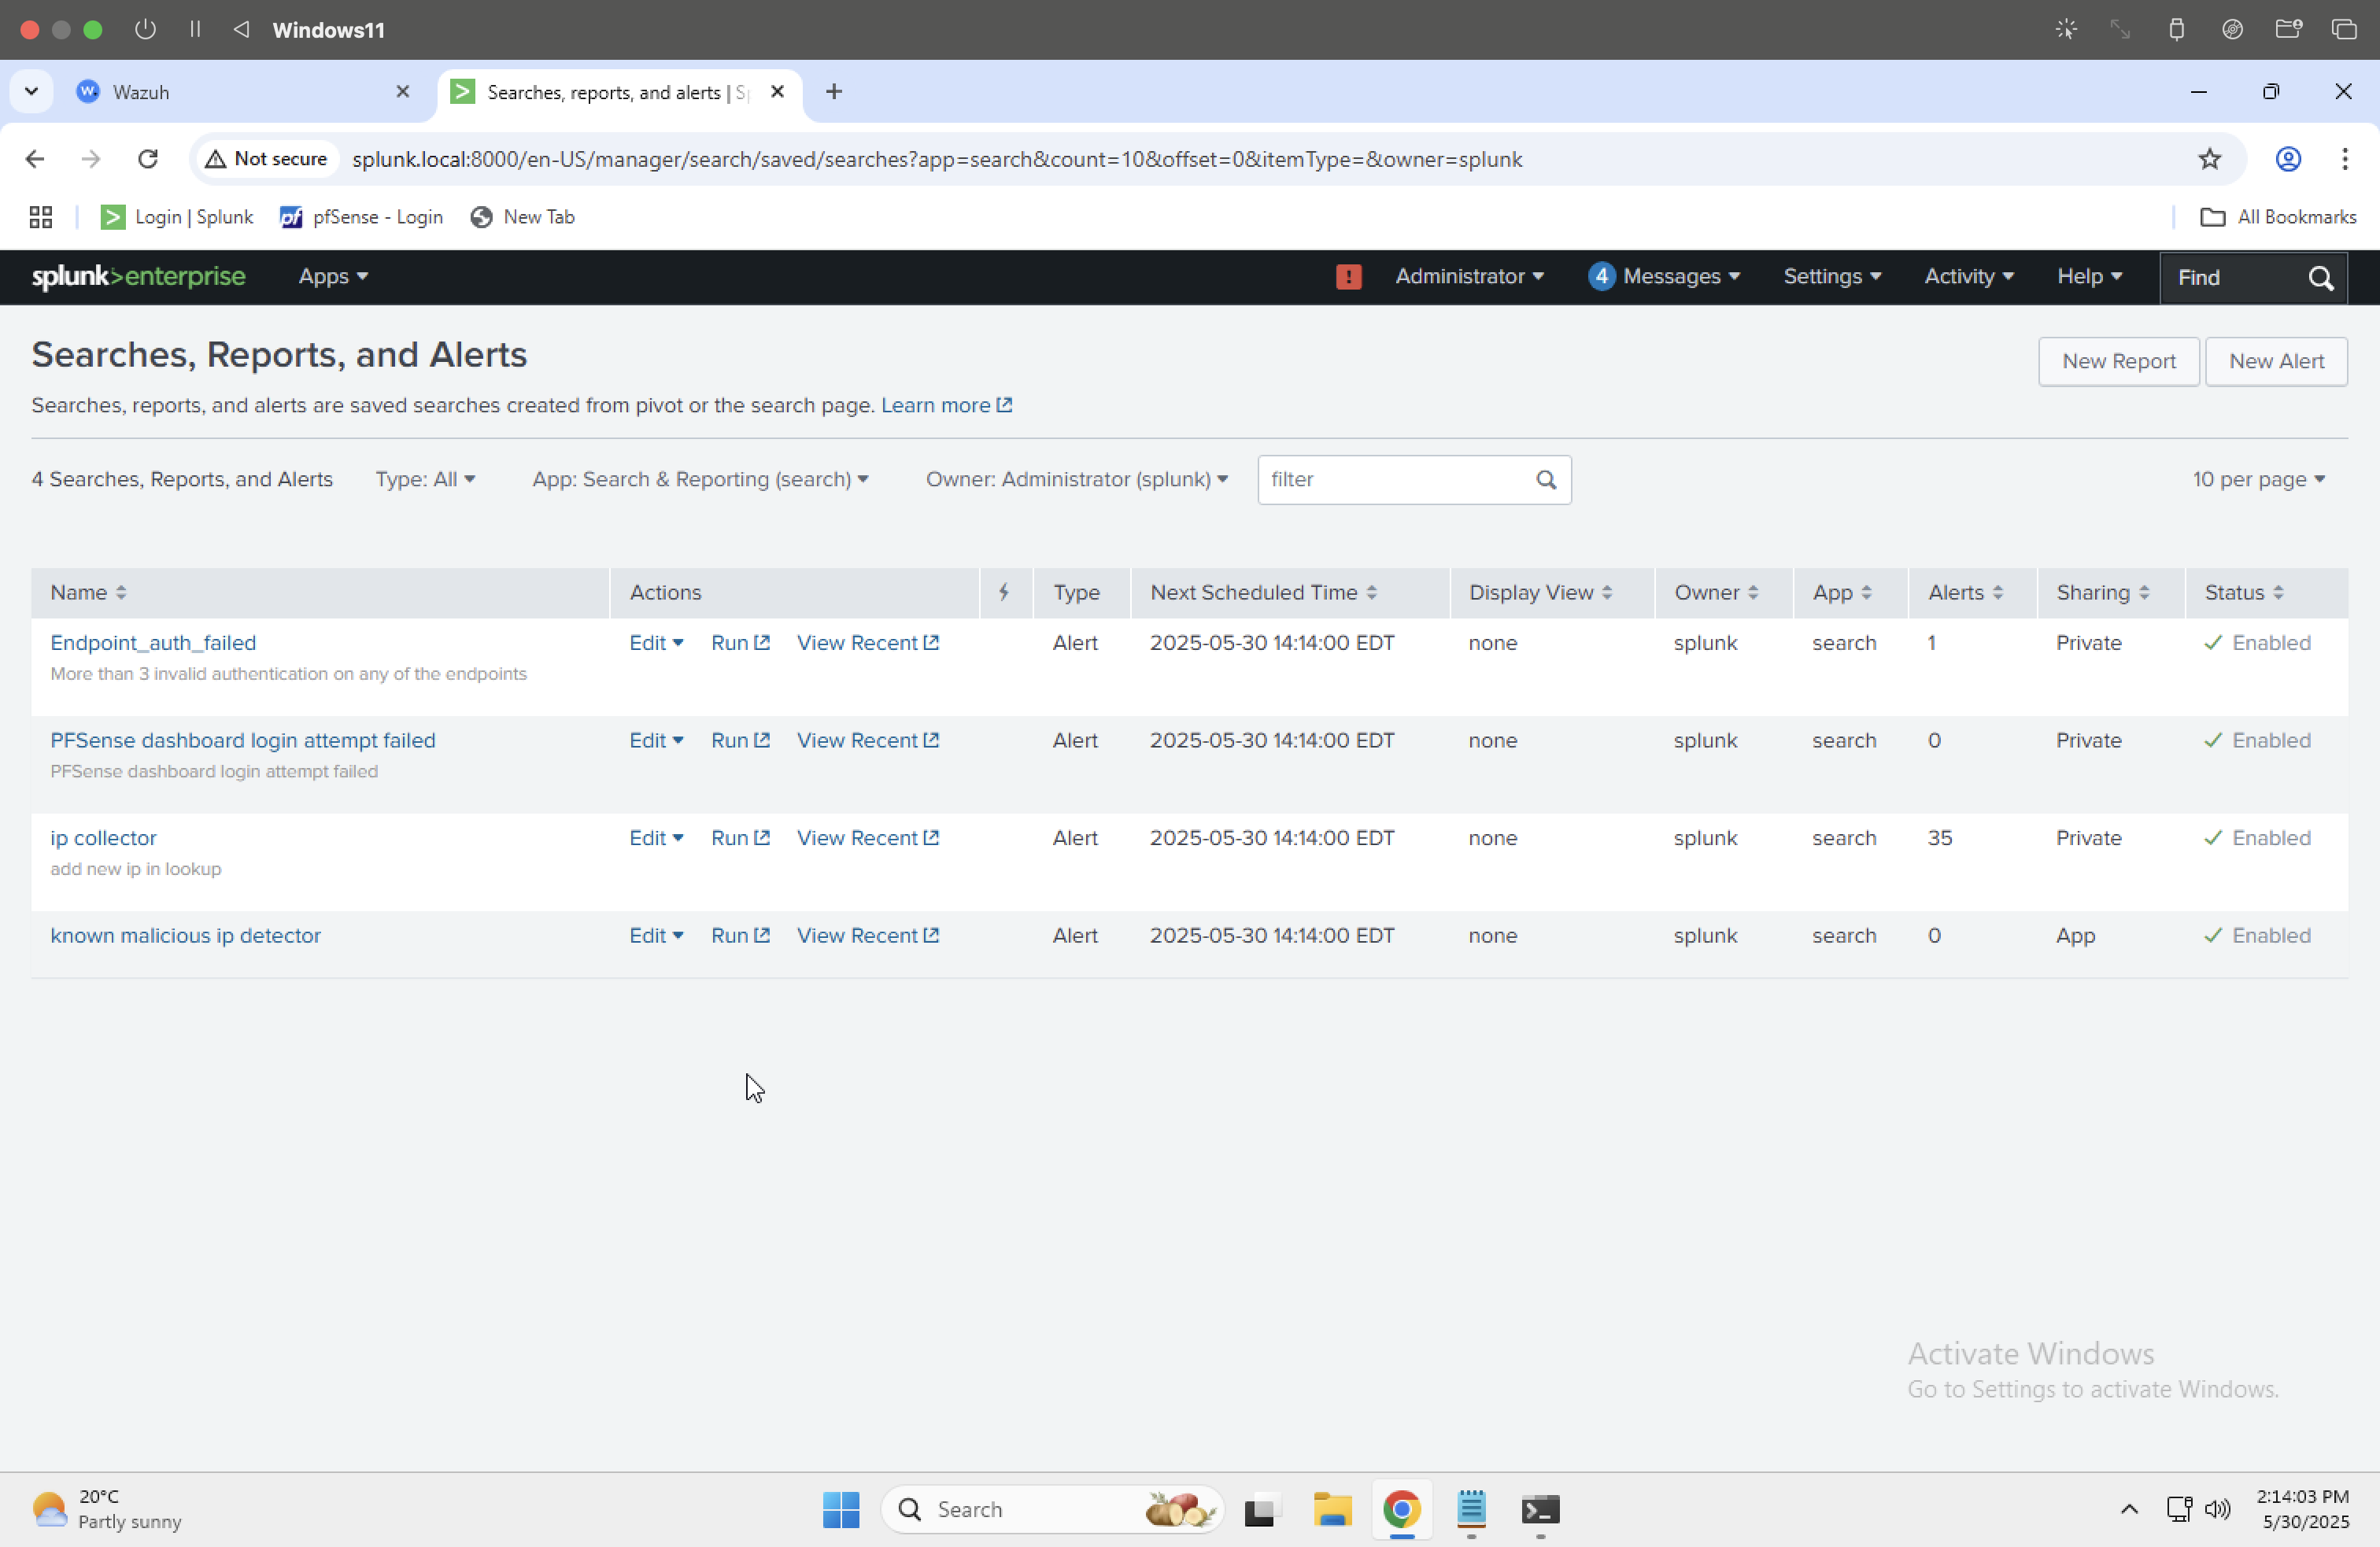 Windows11
Wazuh
Searches, reports, and alerts | Sp
Not secure
splunk.local:8000/en-US/manager/search/saved/searches?app=search&count=10&offset=0&itemType=&owner=splunk
Login | Splunk
pfSense - Login
New Tab
All Bookmarks
splunk>enterprise
Apps
Administrator
4 Messages
Settings
Activity
Help
Find
Searches, Reports, and Alerts
New Report
New Alert
Searches, reports, and alerts are saved searches created from pivot or the search page. Learn more
4 Searches, Reports, and Alerts
Type: All
App: Search & Reporting (search)
Owner: Administrator (splunk)
filter
10 per page
Name Actions Type Next Scheduled Time Display View Owner App Alerts Sharing Status
Endpoint_auth_failed Edit Run View Recent Alert 2025-05-30 14:14:00 EDT none splunk search 1 Private Enabled
More than 3 invalid authentication on any of the endpoints
PFSense dashboard login attempt failed Edit Run View Recent Alert 2025-05-30 14:14:00 EDT none splunk search 0 Private Enabled
PFSense dashboard login attempt failed
ip collector Edit Run View Recent Alert 2025-05-30 14:14:00 EDT none splunk search 35 Private Enabled
add new ip in lookup
known malicious ip detector Edit Run View Recent Alert 2025-05-30 14:14:00 EDT none splunk search 0 App Enabled
Activate Windows
Go to Settings to activate Windows.
20°C
Partly sunny
Search
2:14:03 PM
5/30/2025